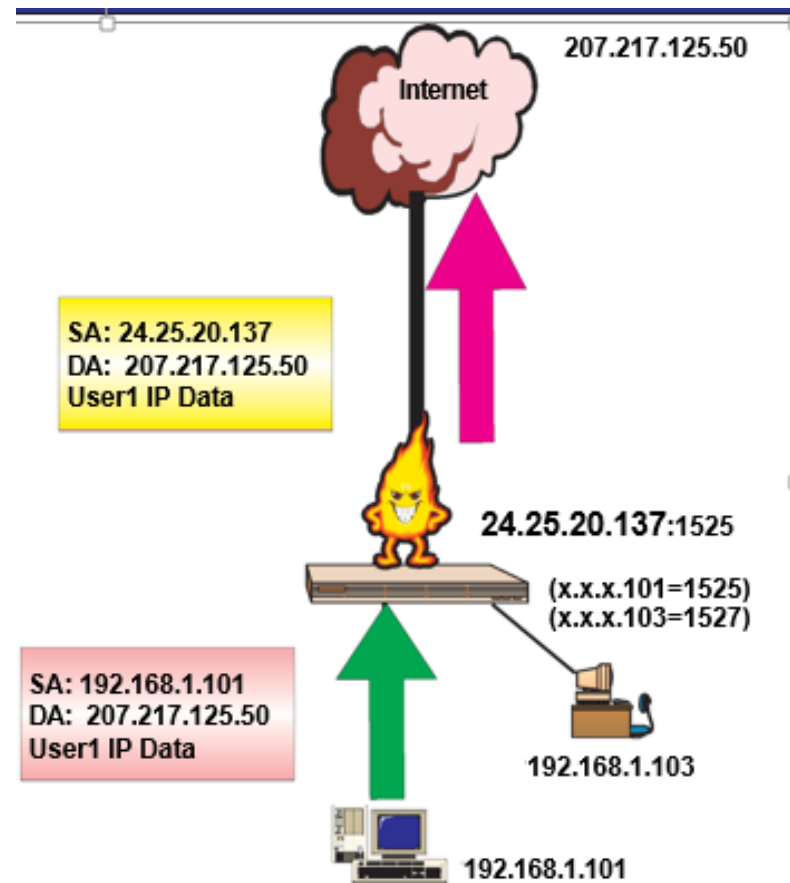 207.217.125.50
Internet
SA: 24.25.20.137
DA: 207.217.125.50
User1 IP Data
24.25.20.137:1525
(x.x.x.101=1525)
(x.x.x.103=1527)
SA: 192.168.1.101
DA: 207.217.125.50
User1 IP Data
192.168.1.103
192.168.1.101